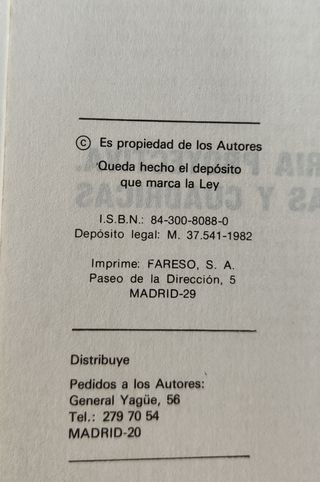 © Es propiedad de los Autores
Queda hecho el depósito
que marca la Ley
I.S.B.N.: 84-300-8088-0
Depósito legal: M. 37.541-1982
Imprime: FARESO, S. A.
Paseo de la Dirección, 5
MADRID-29
Distribuye
Pedidos a los Autores:
General Yagüe, 56
Tel.: 279 70 54
MADRID-20